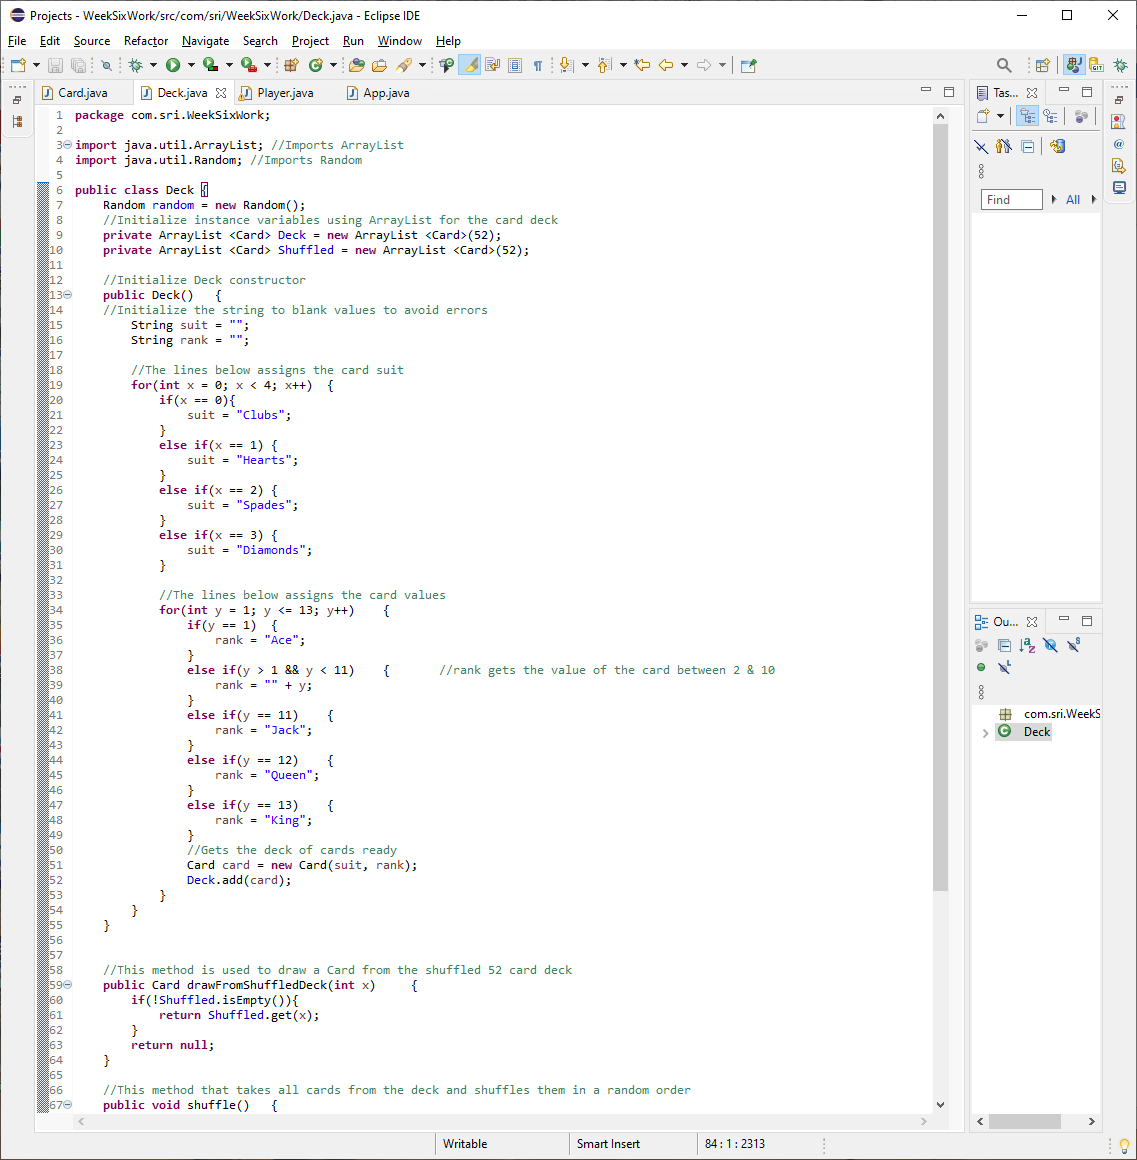 Projects - WeekSixWork/src/com/sri/WeekSixWork/Deck.java - Eclipse IDE
File Edit Source Refactor Navigate Search Project Run Window Help
Card.java Deck.java Player.java App.java
1 package com.sri.WeekSixWork;
2
3 import java.util.ArrayList; //Imports ArrayList
4 import java.util.Random; //Imports Random
5
6 public class Deck {
7     Random random = new Random();
8     //Initialize instance variables using ArrayList for the card deck
9     private ArrayList <Card> Deck = new ArrayList <Card>(52);
10     private ArrayList <Card> Shuffled = new ArrayList <Card>(52);
11
12     //Initialize Deck constructor
13     public Deck()   {
14     //Initialize the string to blank values to avoid errors
15         String suit = "";
16         String rank = "";
17
18         //The lines below assigns the card suit
19         for(int x = 0; x < 4; x++)  {
20             if(x == 0){
21                 suit = "Clubs";
22             }
23             else if(x == 1) {
24                 suit = "Hearts";
25             }
26             else if(x == 2) {
27                 suit = "Spades";
28             }
29             else if(x == 3) {
30                 suit = "Diamonds";
31             }
32
33             //The lines below assigns the card values
34             for(int y = 1; y <= 13; y++)    {
35                 if(y == 1)  {
36                     rank = "Ace";
37                 }
38                 else if(y > 1 && y < 11)    {       //rank gets the value of the card between 2 & 10
39                     rank = "" + y;
40                 }
41                 else if(y == 11)    {
42                     rank = "Jack";
43                 }
44                 else if(y == 12)    {
45                     rank = "Queen";
46                 }
47                 else if(y == 13)    {
48                     rank = "King";
49                 }
50                 //Gets the deck of cards ready
51                 Card card = new Card(suit, rank);
52                 Deck.add(card);
53             }
54         }
55     }
56
57
58     //This method is used to draw a Card from the shuffled 52 card deck
59     public Card drawFromShuffledDeck(int x)     {
60         if(!Shuffled.isEmpty()){
61             return Shuffled.get(x);
62         }
63         return null;
64     }
65
66     //This method that takes all cards from the deck and shuffles them in a random order
67     public void shuffle()   {
Tas...
Find All
Ou...
com.sri.WeekS
Deck
Writable Smart Insert 84 : 1 : 2313